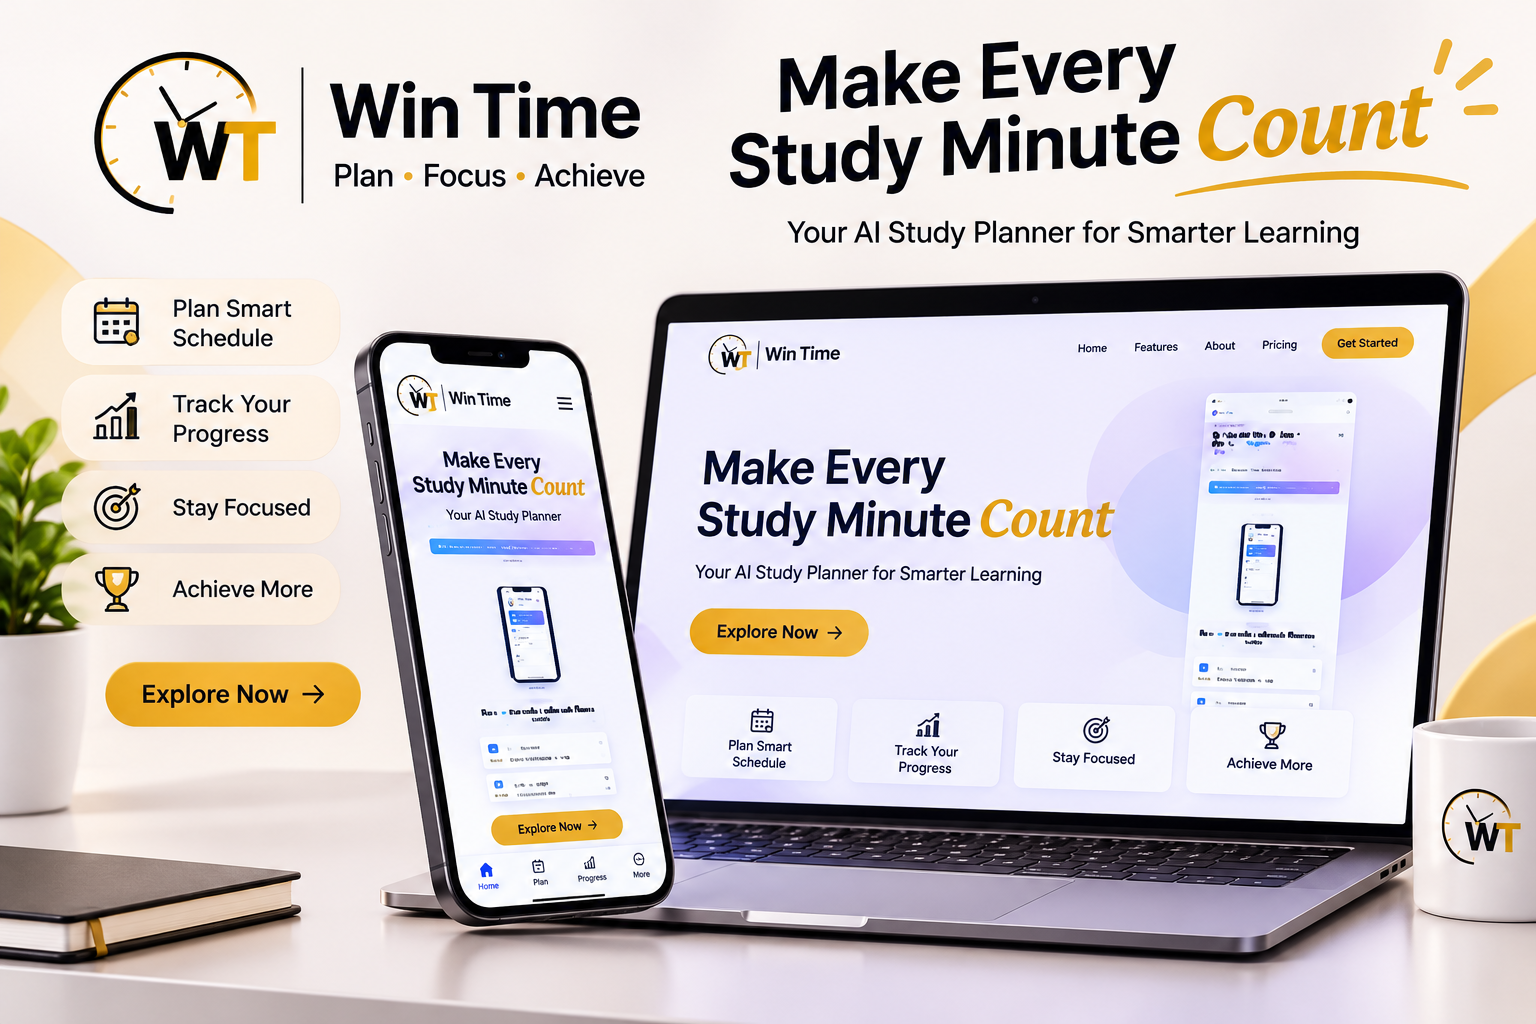 WT
Win Time
Plan • Focus • Achieve
Make Every
Study Minute Count
Your AI Study Planner for Smarter Learning
Plan Smart
Schedule
Track Your
Progress
Stay Focused
Achieve More
Explore Now →
WT
Win Time
Make Every
Study Minute Count
Your AI Study Planner
Explore Now →
Home
Plan
Progress
More
WT
Win Time
Home
Features
About
Pricing
Get Started
Make Every
Study Minute Count
Your AI Study Planner for Smarter Learning
Explore Now →
Plan Smart
Schedule
Track Your
Progress
Stay Focused
Achieve More
WT